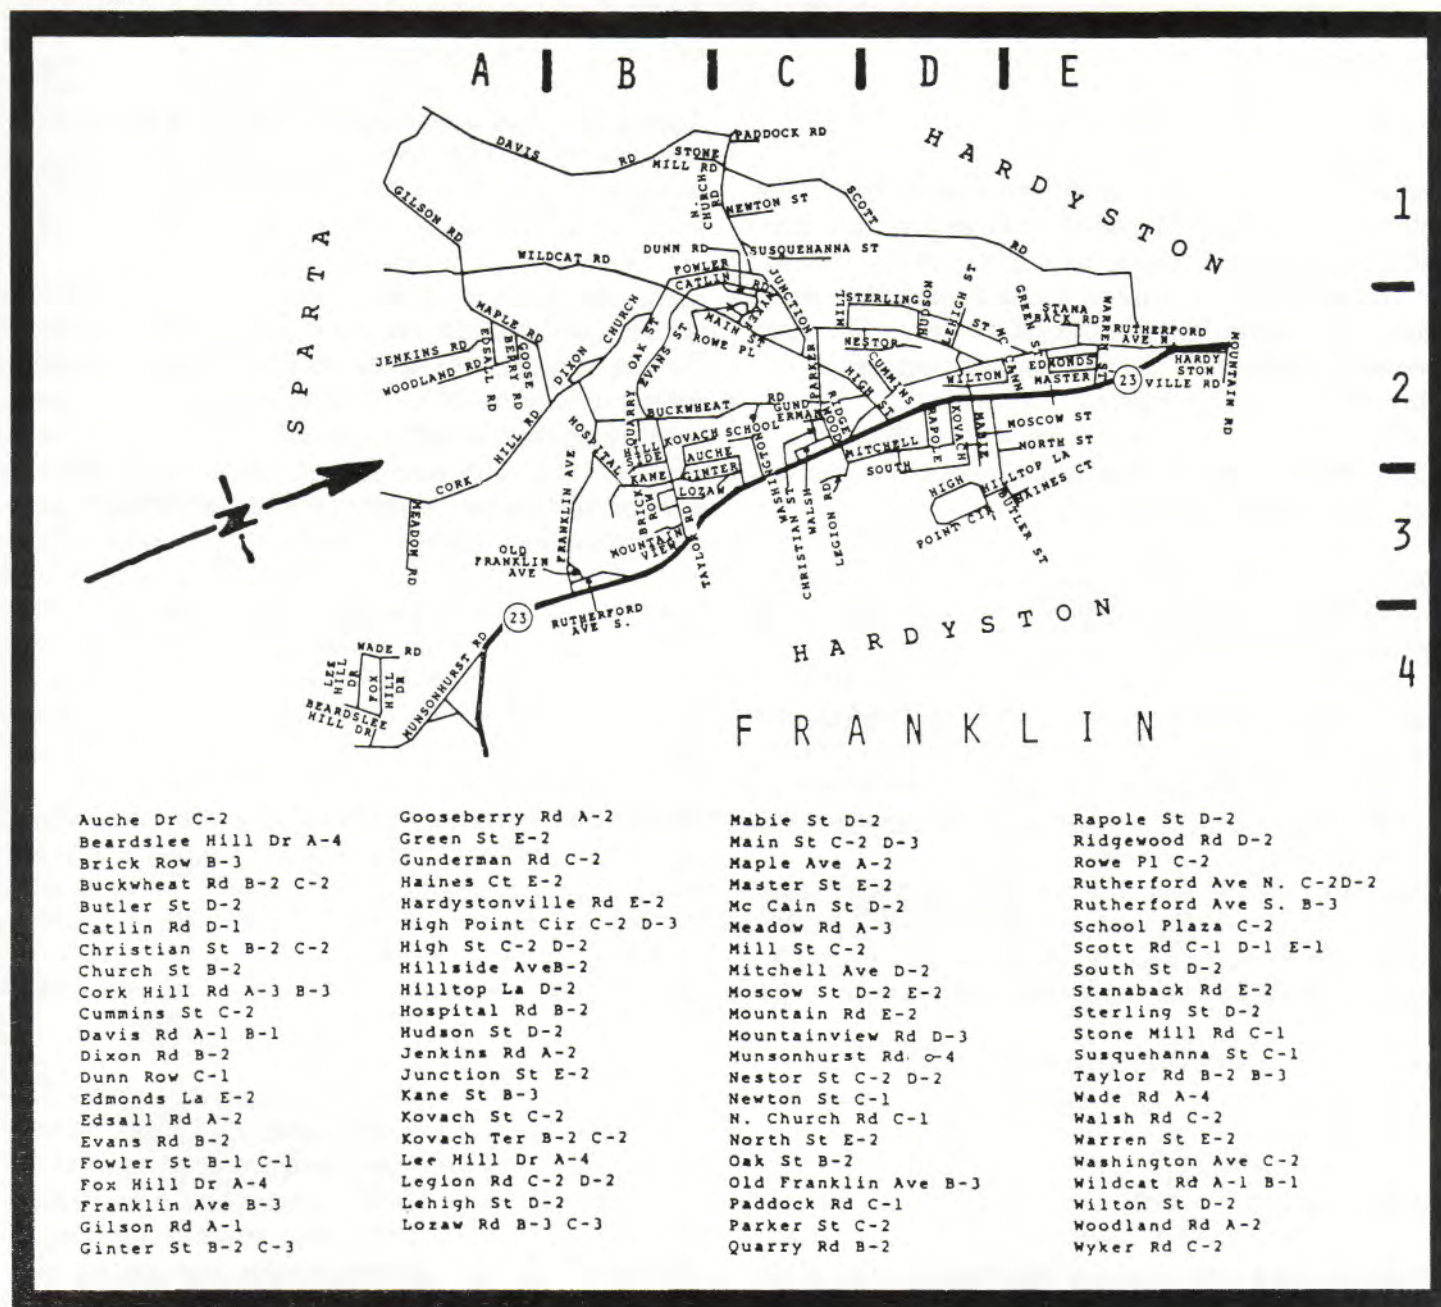 A B C D E
HARDYSTON
SPARTA
1
2
3
4
DAVIS RD
PADDOCK RD
STONE MILL RD
N. CHURCH RD
NEWTON ST
SCOTT RD
GILSON RD
DUNN RD
SUSQUEHANNA ST
WILDCAT RD
FOWLER
CATLIN RD
WYKER
JUNCTION
MAIN ST
ROWE PL
PARKER
MILL
STERLING ST
HUDSON
LEHIGH ST
NESTOR
CUMMINS
HIGH ST
MC CANN
GREEN ST
STANA BACK RD
WARREN ST
RUTHERFORD AVE N.
HARDY STON VILLE RD
MOUNTAIN RD
EDMONDS
MASTER
WILTON
23
MAPLE RD
JENKINS RD
WOODLAND RD
EDSALL RD
GOOSE BERRY RD
DIXON
CHURCH
OAK ST
EVANS ST
QUARRY
BUCKWHEAT RD
HOSPITAL
HILL SIDE
KOVACH
SCHOOL
AUCHE
GINTER
KANE
LOZAW
BRICK ROW
MOUNTAIN VIEW
TAYLOR RD
WASHINGTON
GUND ERMAN
RIDGE WOOD
CHRISTIAN ST
WALSH
LEGION RD
MITCHELL
SOUTH
RAPOLE
KOVACH
MABIE
MOSCOW ST
NORTH ST
HILLTOP LA
HAINES CT
BUTLER ST
HIGH POINT CIR
CORK HILL RD
MEADOW RD
FRANKLIN AVE
OLD FRANKLIN AVE
RUTHERFORD AVE S.
23
N
WADE RD
LEE HILL DR
FOX HILL DR
BEARDSLEE HILL DR
MUNSONHURST RD
HARDYSTON
FRANKLIN
Auche Dr C-2
Beardslee Hill Dr A-4
Brick Row B-3
Buckwheat Rd B-2 C-2
Butler St D-2
Catlin Rd D-1
Christian St B-2 C-2
Church St B-2
Cork Hill Rd A-3 B-3
Cummins St C-2
Davis Rd A-1 B-1
Dixon Rd B-2
Dunn Row C-1
Edmonds La E-2
Edsall Rd A-2
Evans Rd B-2
Fowler St B-1 C-1
Fox Hill Dr A-4
Franklin Ave B-3
Gilson Rd A-1
Ginter St B-2 C-3
Gooseberry Rd A-2
Green St E-2
Gunderman Rd C-2
Haines Ct E-2
Hardystonville Rd E-2
High Point Cir C-2 D-3
High St C-2 D-2
Hillside AveB-2
Hilltop La D-2
Hospital Rd B-2
Hudson St D-2
Jenkins Rd A-2
Junction St E-2
Kane St B-3
Kovach St C-2
Kovach Ter B-2 C-2
Lee Hill Dr A-4
Legion Rd C-2 D-2
Lehigh St D-2
Lozaw Rd B-3 C-3
Mabie St D-2
Main St C-2 D-3
Maple Ave A-2
Master St E-2
Mc Cain St D-2
Meadow Rd A-3
Mill St C-2
Mitchell Ave D-2
Moscow St D-2 E-2
Mountain Rd E-2
Mountainview Rd D-3
Munsonhurst Rd -4
Nestor St C-2 D-2
Newton St C-1
N. Church Rd C-1
North St E-2
Oak St B-2
Old Franklin Ave B-3
Paddock Rd C-1
Parker St C-2
Quarry Rd B-2
Rapole St D-2
Ridgewood Rd D-2
Rowe Pl C-2
Rutherford Ave N. C-2D-2
Rutherford Ave S. B-3
School Plaza C-2
Scott Rd C-1 D-1 E-1
South St D-2
Stanaback Rd E-2
Sterling St D-2
Stone Mill Rd C-1
Susquehanna St C-1
Taylor Rd B-2 B-3
Wade Rd A-4
Walsh Rd C-2
Warren St E-2
Washington Ave C-2
Wildcat Rd A-1 B-1
Wilton St D-2
Woodland Rd A-2
Wyker Rd C-2